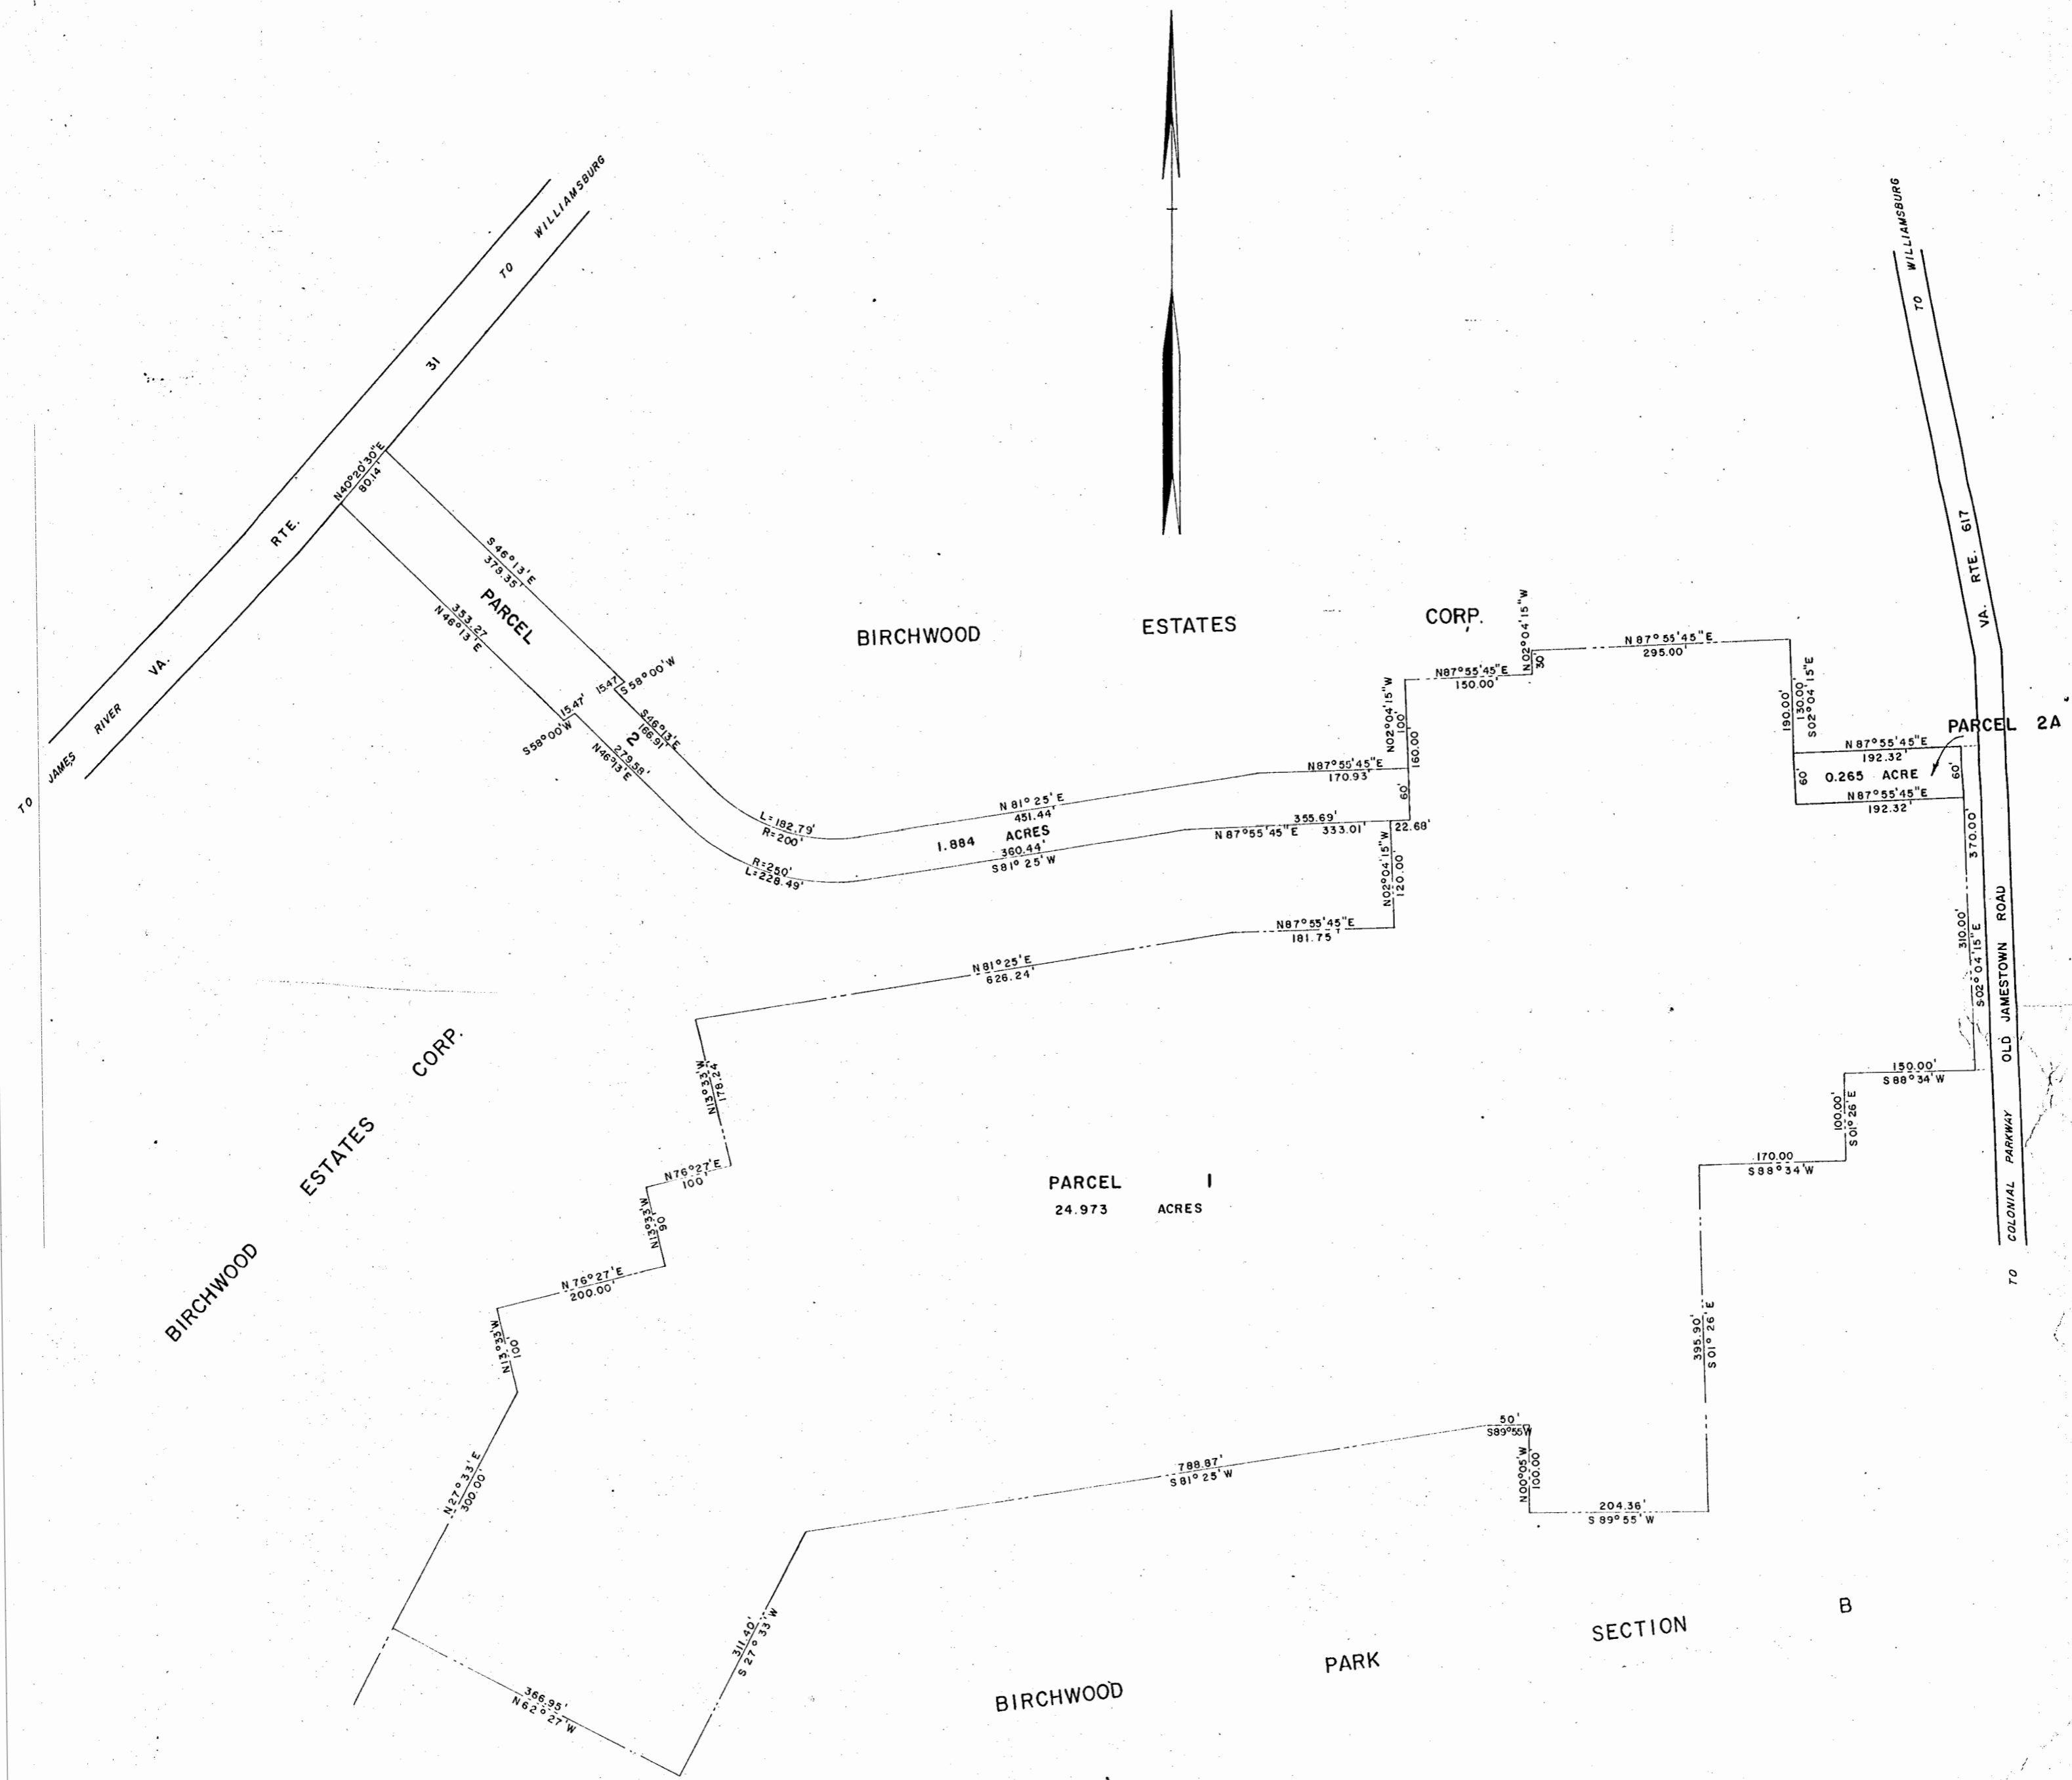 TO WILLIAMSBURG
VA. RTE. 31
TO JAMES RIVER
N40°20'30"E
80.14'
S46°13'E
378.35'
PARCEL
2
353.27
N46°13'E
15.47'
S58°00'W
15.47'
S58°00'W
S46°13'E
166.91'
279.58'
N46°13'E
L=182.79'
R=200'
R=250'
L=228.49'
N81°25'E
451.44'
1.884 ACRES
360.44'
S81°25'W
N87°55'45"E
170.93'
355.69'
N87°55'45"E 333.01'
22.68'
60'
160.00'
N02°04'15"W
100'
N87°55'45"E
150.00'
N02°04'15"W
30'
N87°55'45"E
295.00'
190.00'
130.00'
S02°04'15"E
BIRCHWOOD ESTATES CORP.
TO WILLIAMSBURG
VA. RTE. 617
PARCEL 2A
N87°55'45"E
192.32'
60'
0.265 ACRE
60'
N87°55'45"E
192.32'
370.00'
310.00'
S02°04'15"E
OLD JAMESTOWN ROAD
TO COLONIAL PARKWAY
N02°04'15"W
120.00'
N87°55'45"E
181.75'
N81°25'E
626.24'
178.24
N13°33'W
N76°27'E
100'
90'
N13°33'W
N76°27'E
200.00'
100'
N13°33'W
N27°33'E
300.00'
BIRCHWOOD ESTATES CORP.
PARCEL 1
24.973 ACRES
150.00'
S88°34'W
100.00'
S01°26'E
170.00
S88°34'W
395.90'
S01°26'E
50'
S89°55'W
N00°05'W
100.00'
204.36'
S89°55'W
788.87'
S81°25'W
311.40'
S27°33'W
366.95'
N62°27'W
BIRCHWOOD PARK SECTION B